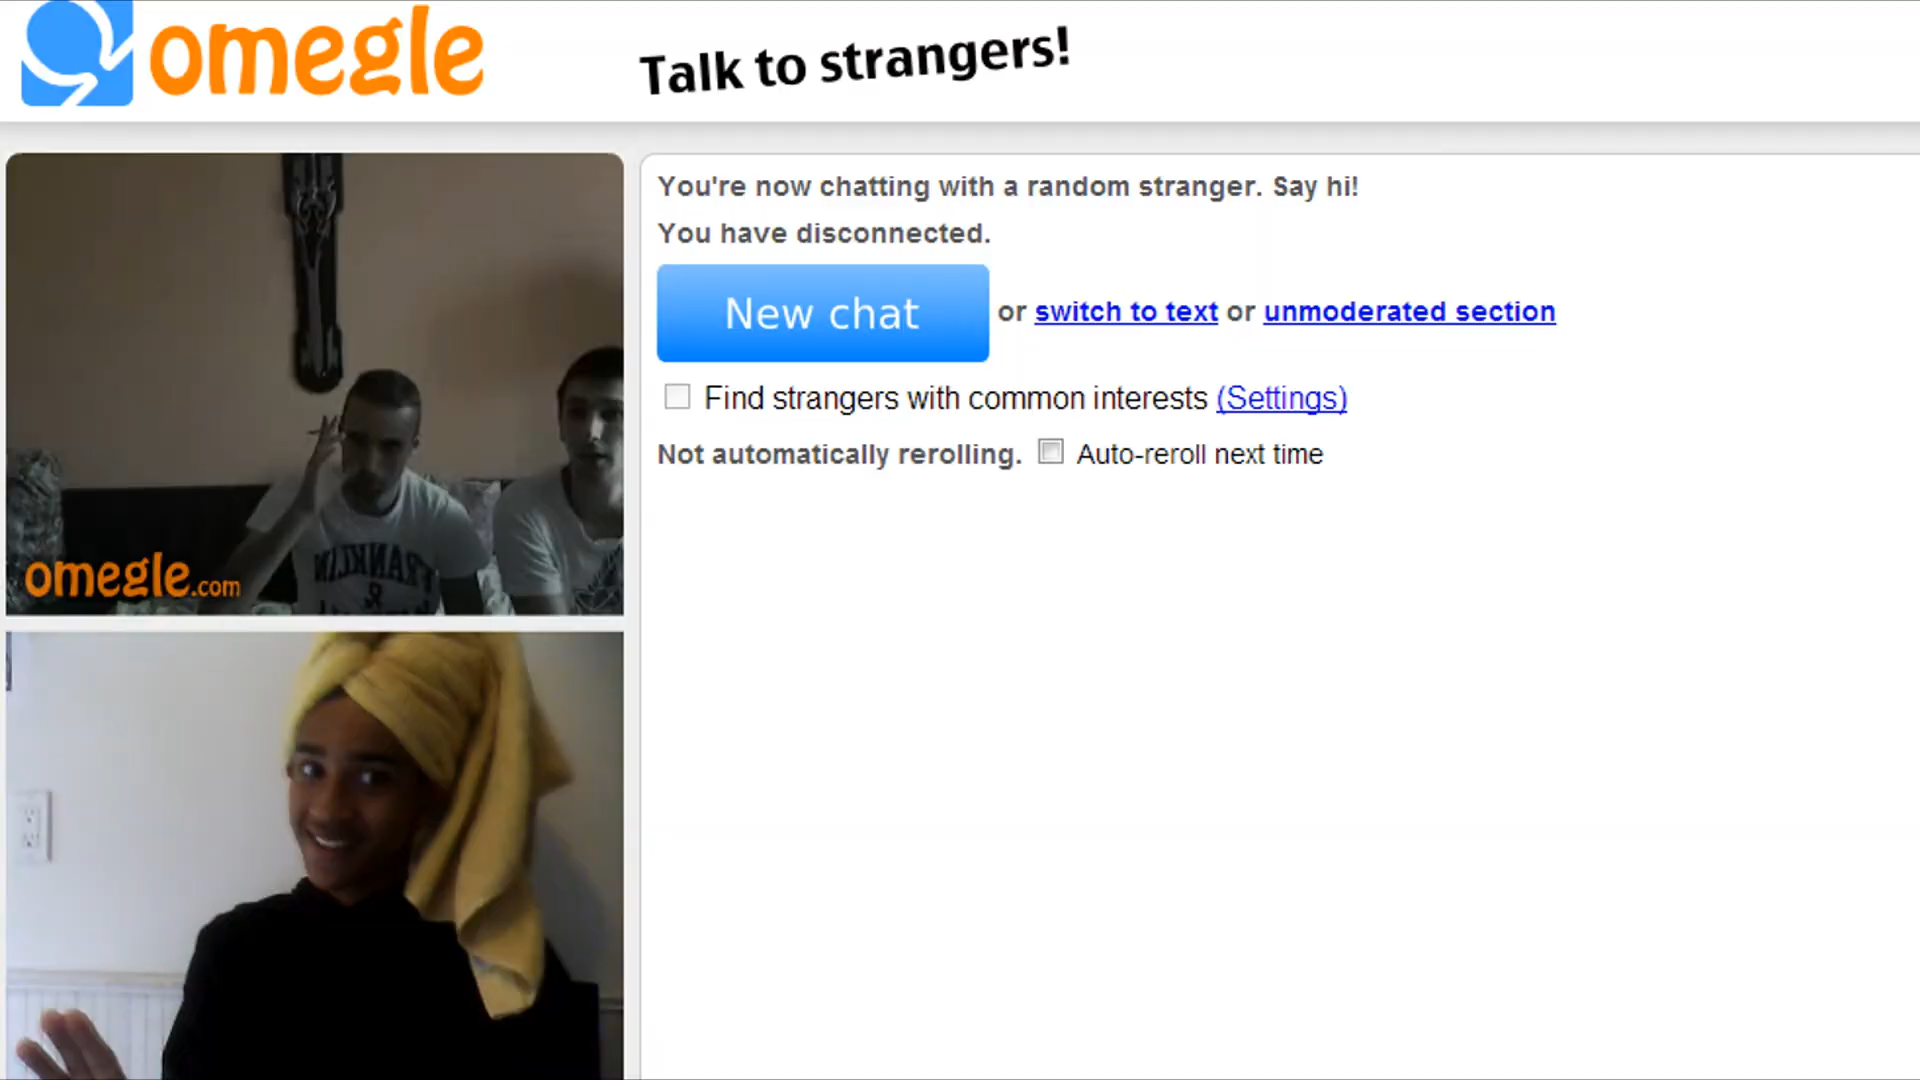 omegle
Talk to strangers!
You're now chatting with a random stranger. Say hi!
You have disconnected.
New chat or switch to text or unmoderated section
Find strangers with common interests (Settings)
Not automatically rerolling. Auto-reroll next time
FRANKLIN
omegle.com